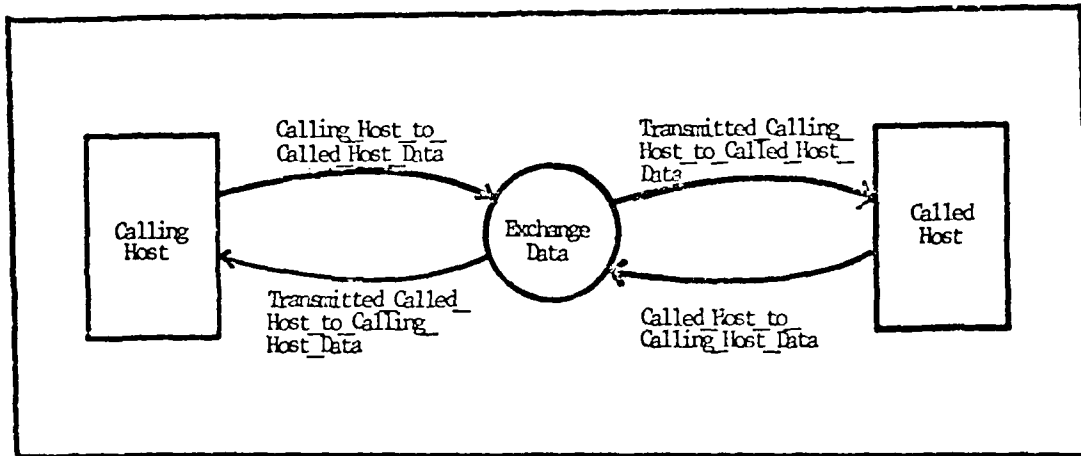 Calling_Host_to_
Called_Host_Data
Transmitted_Calling_
Host_to_Called_Host_
Data
Calling
Host
Exchange
Data
Called
Host
Transmitted_Called_
Host_to_Calling_
Host_Data
Called_Host_to_
Calling_Host_Data